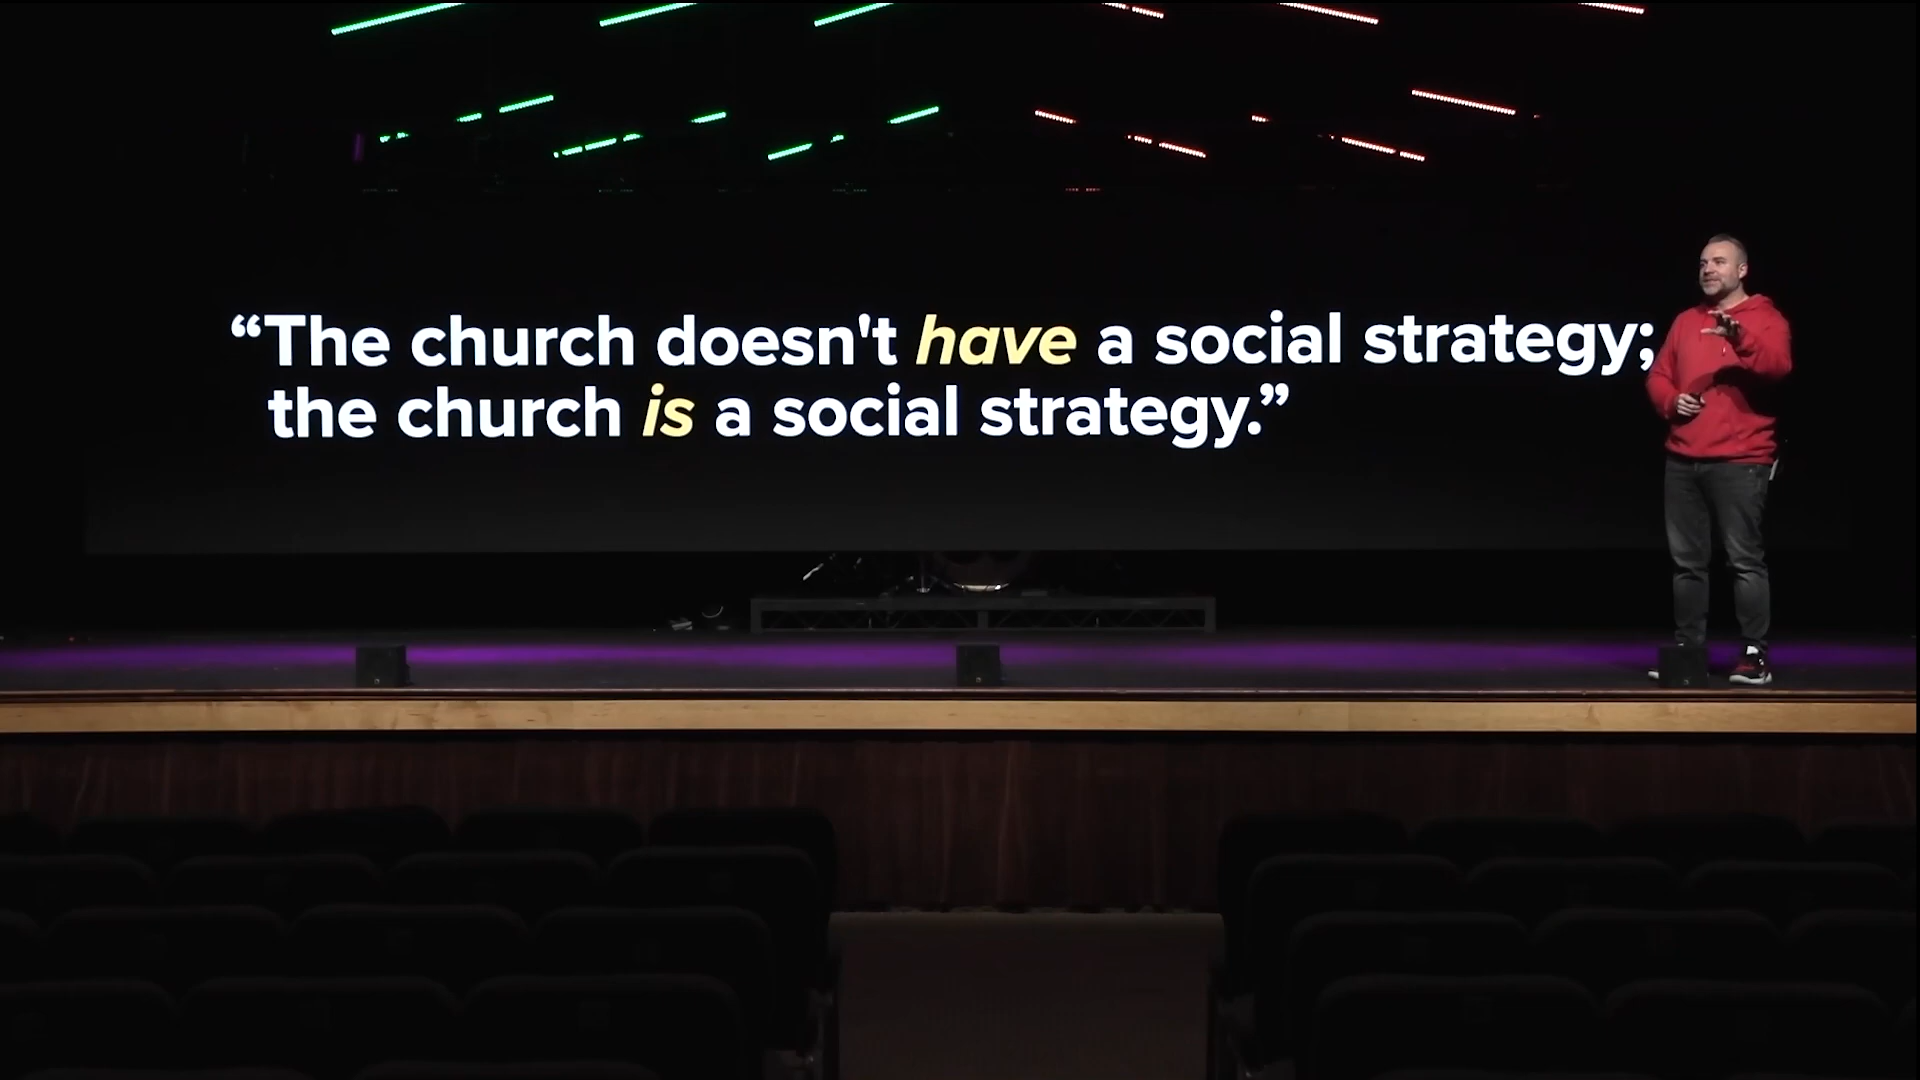 “The church doesn't have a social strategy;
the church is a social strategy.”